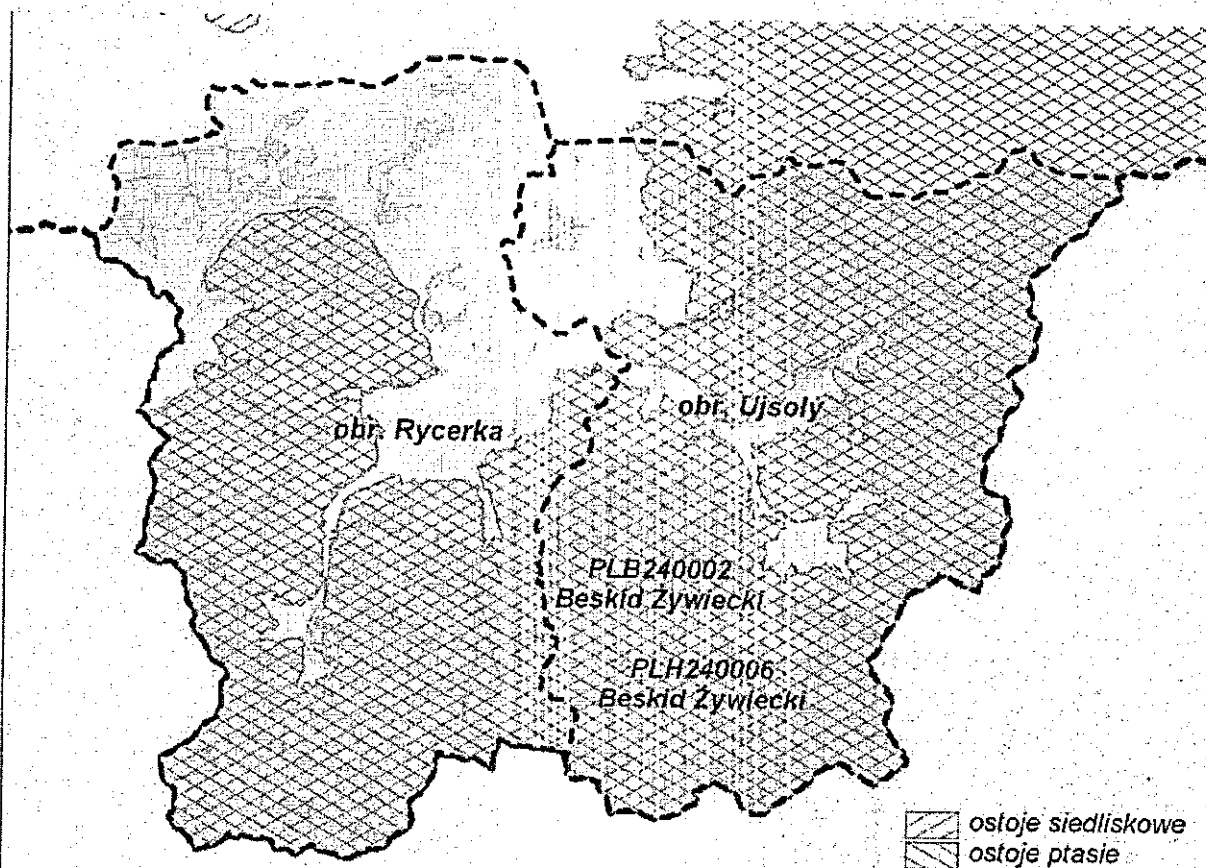 obr. Rycerka
obr. Ujsoły
PLB240002
Beskid Żywiecki
PLH240006
Beskid Żywiecki
ostoje siedliskowe
ostoje ptasie